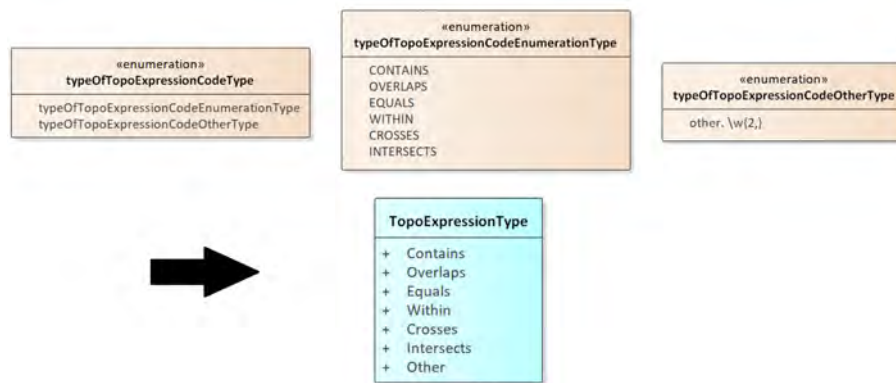 «enumeration»
typeOfTopoExpressionCodeType
typeOfTopoExpressionCodeEnumerationType
typeOfTopoExpressionCodeOtherType
«enumeration»
typeOfTopoExpressionCodeEnumerationType
CONTAINS
OVERLAPS
EQUALS
WITHIN
CROSSES
INTERSECTS
«enumeration»
typeOfTopoExpressionCodeOtherType
other. \w{2,}
TopoExpressionType
+ Contains
+ Overlaps
+ Equals
+ Within
+ Crosses
+ Intersects
+ Other